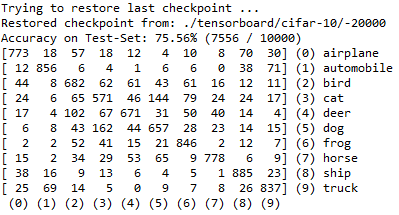 Trying to restore last checkpoint ...
Restored checkpoint from: ./tensorboard/cifar-10/-20000
Accuracy on Test-Set: 75.56% (7556 / 10000)
[773 18 57 18 12 4 10 8 70 30] (0) airplane
[ 12 856 6 4 1 6 6 0 38 71] (1) automobile
[ 44 8 682 62 61 43 61 16 12 11] (2) bird
[ 24 6 65 571 46 144 79 24 24 17] (3) cat
[ 17 4 102 67 671 31 50 40 14 4] (4) deer
[ 6 8 43 162 44 657 28 23 14 15] (5) dog
[ 2 2 52 41 15 21 846 2 12 7] (6) frog
[ 15 2 34 29 53 65 9 778 6 9] (7) horse
[ 38 16 9 13 6 4 5 1 885 23] (8) ship
[ 25 69 14 5 0 9 7 8 26 837] (9) truck
(0) (1) (2) (3) (4) (5) (6) (7) (8) (9)